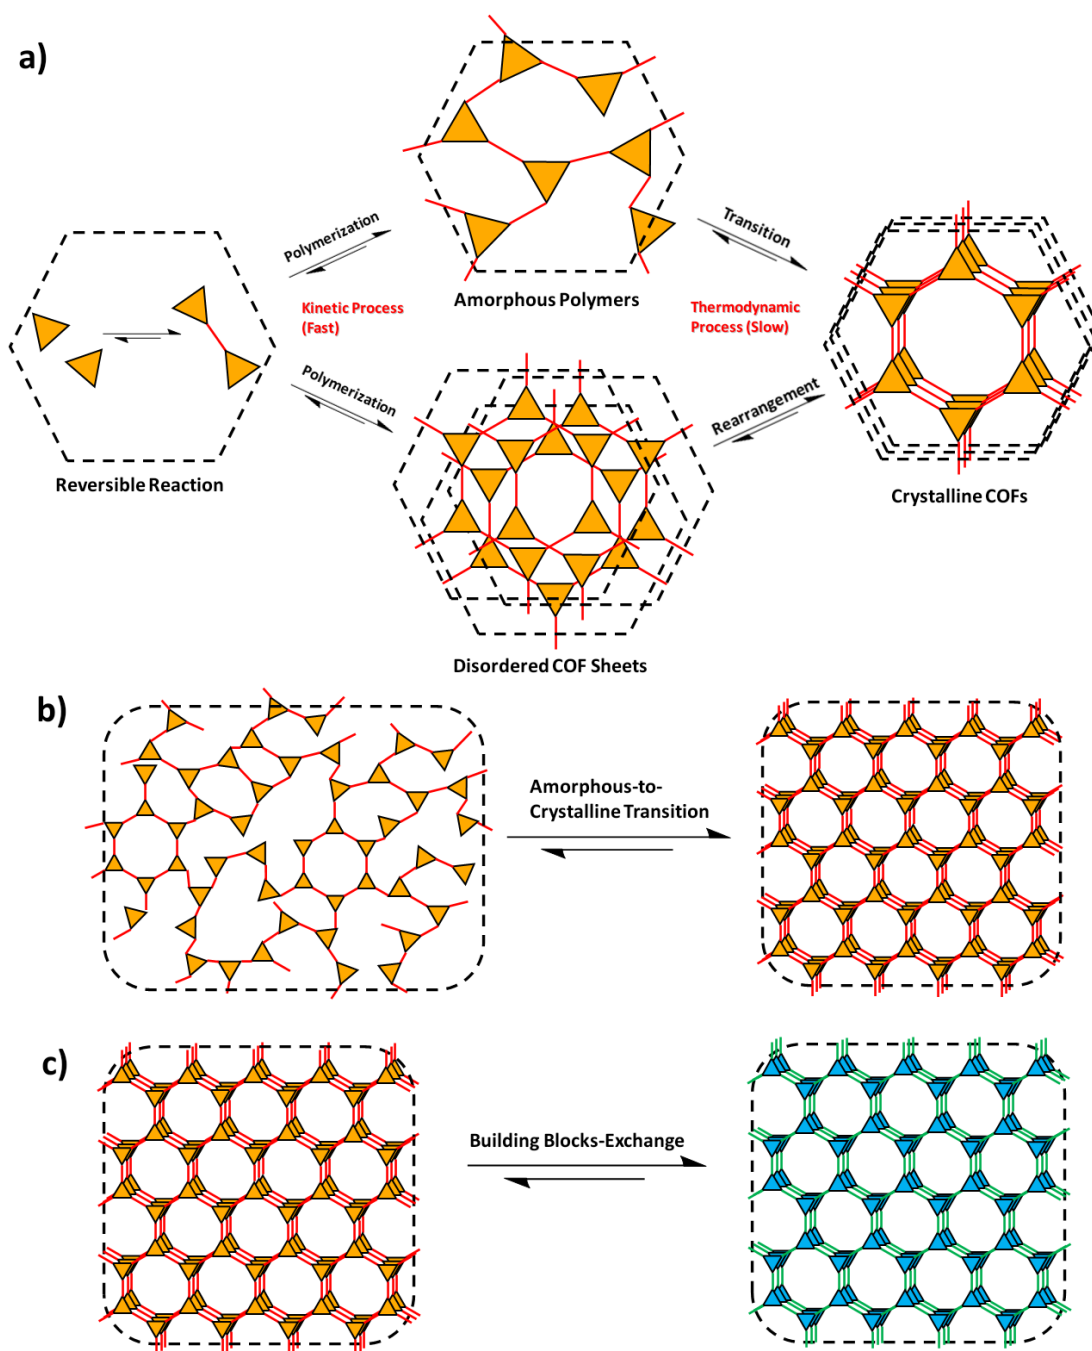 a)
Polymerization
Amorphous Polymers
Transition
Kinetic Process
(Fast)
Thermodynamic
Process (Slow)
Polymerization
Rearrangement
Reversible Reaction
Crystalline COFs
Disordered COF Sheets
b)
Amorphous-to-
Crystalline Transition
c)
Building Blocks-Exchange